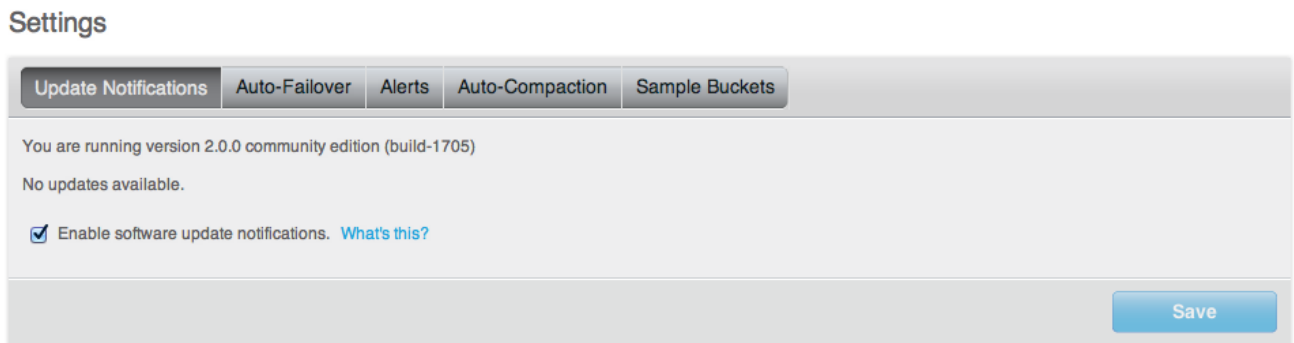 Settings
Update Notifications Auto-Failover Alerts Auto-Compaction Sample Buckets
You are running version 2.0.0 community edition (build-1705)
No updates available.
Enable software update notifications. What's this?
Save